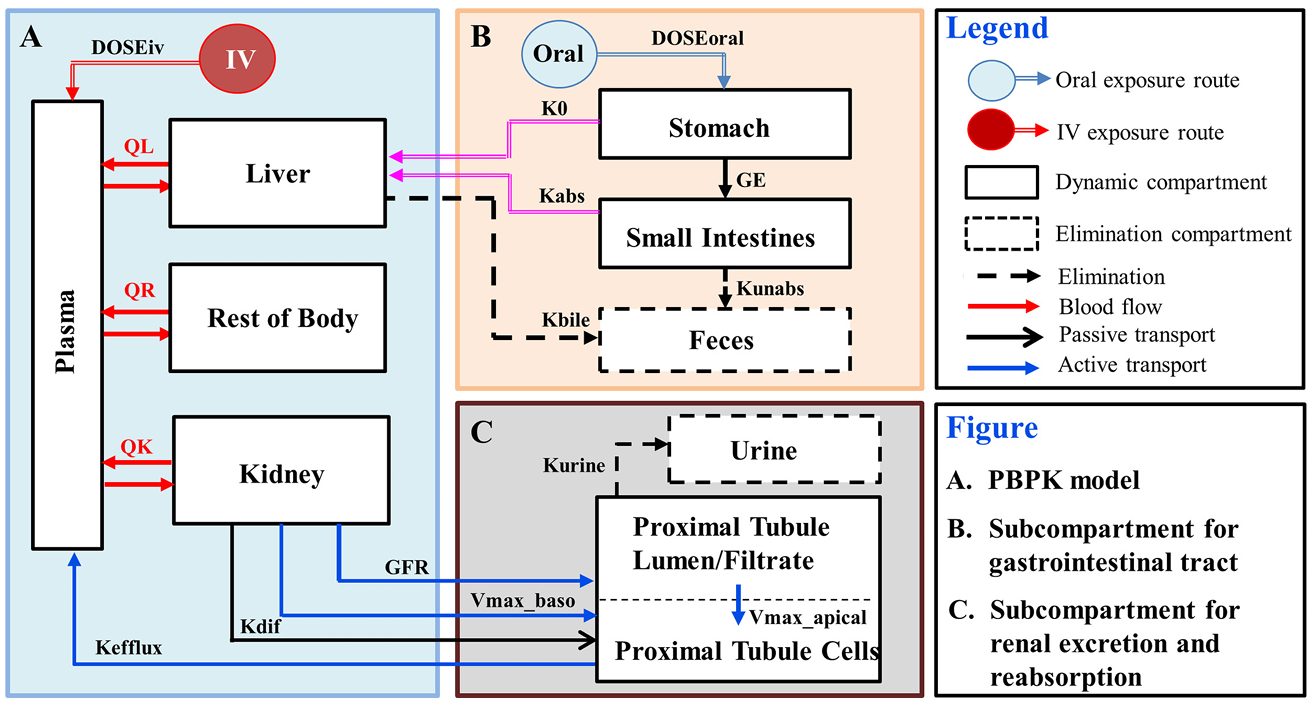 A
DOSEiv
IV
Plasma
QL
Liver
QR
Rest of Body
QK
Kidney
GFR
Vmax_baso
Kdif
Kefflux
B
Oral
DOSEoral
K0
Stomach
GE
Kabs
Small Intestines
Kunabs
Kbile
Feces
C
Urine
Kurine
Proximal Tubule
Lumen/Filtrate
Vmax_apical
Proximal Tubule Cells
Legend
Oral exposure route
IV exposure route
Dynamic compartment
Elimination compartment
Elimination
Blood flow
Passive transport
Active transport
Figure
A. PBPK model
B. Subcompartment for
gastrointestinal tract
C. Subcompartment for
renal excretion and
reabsorption